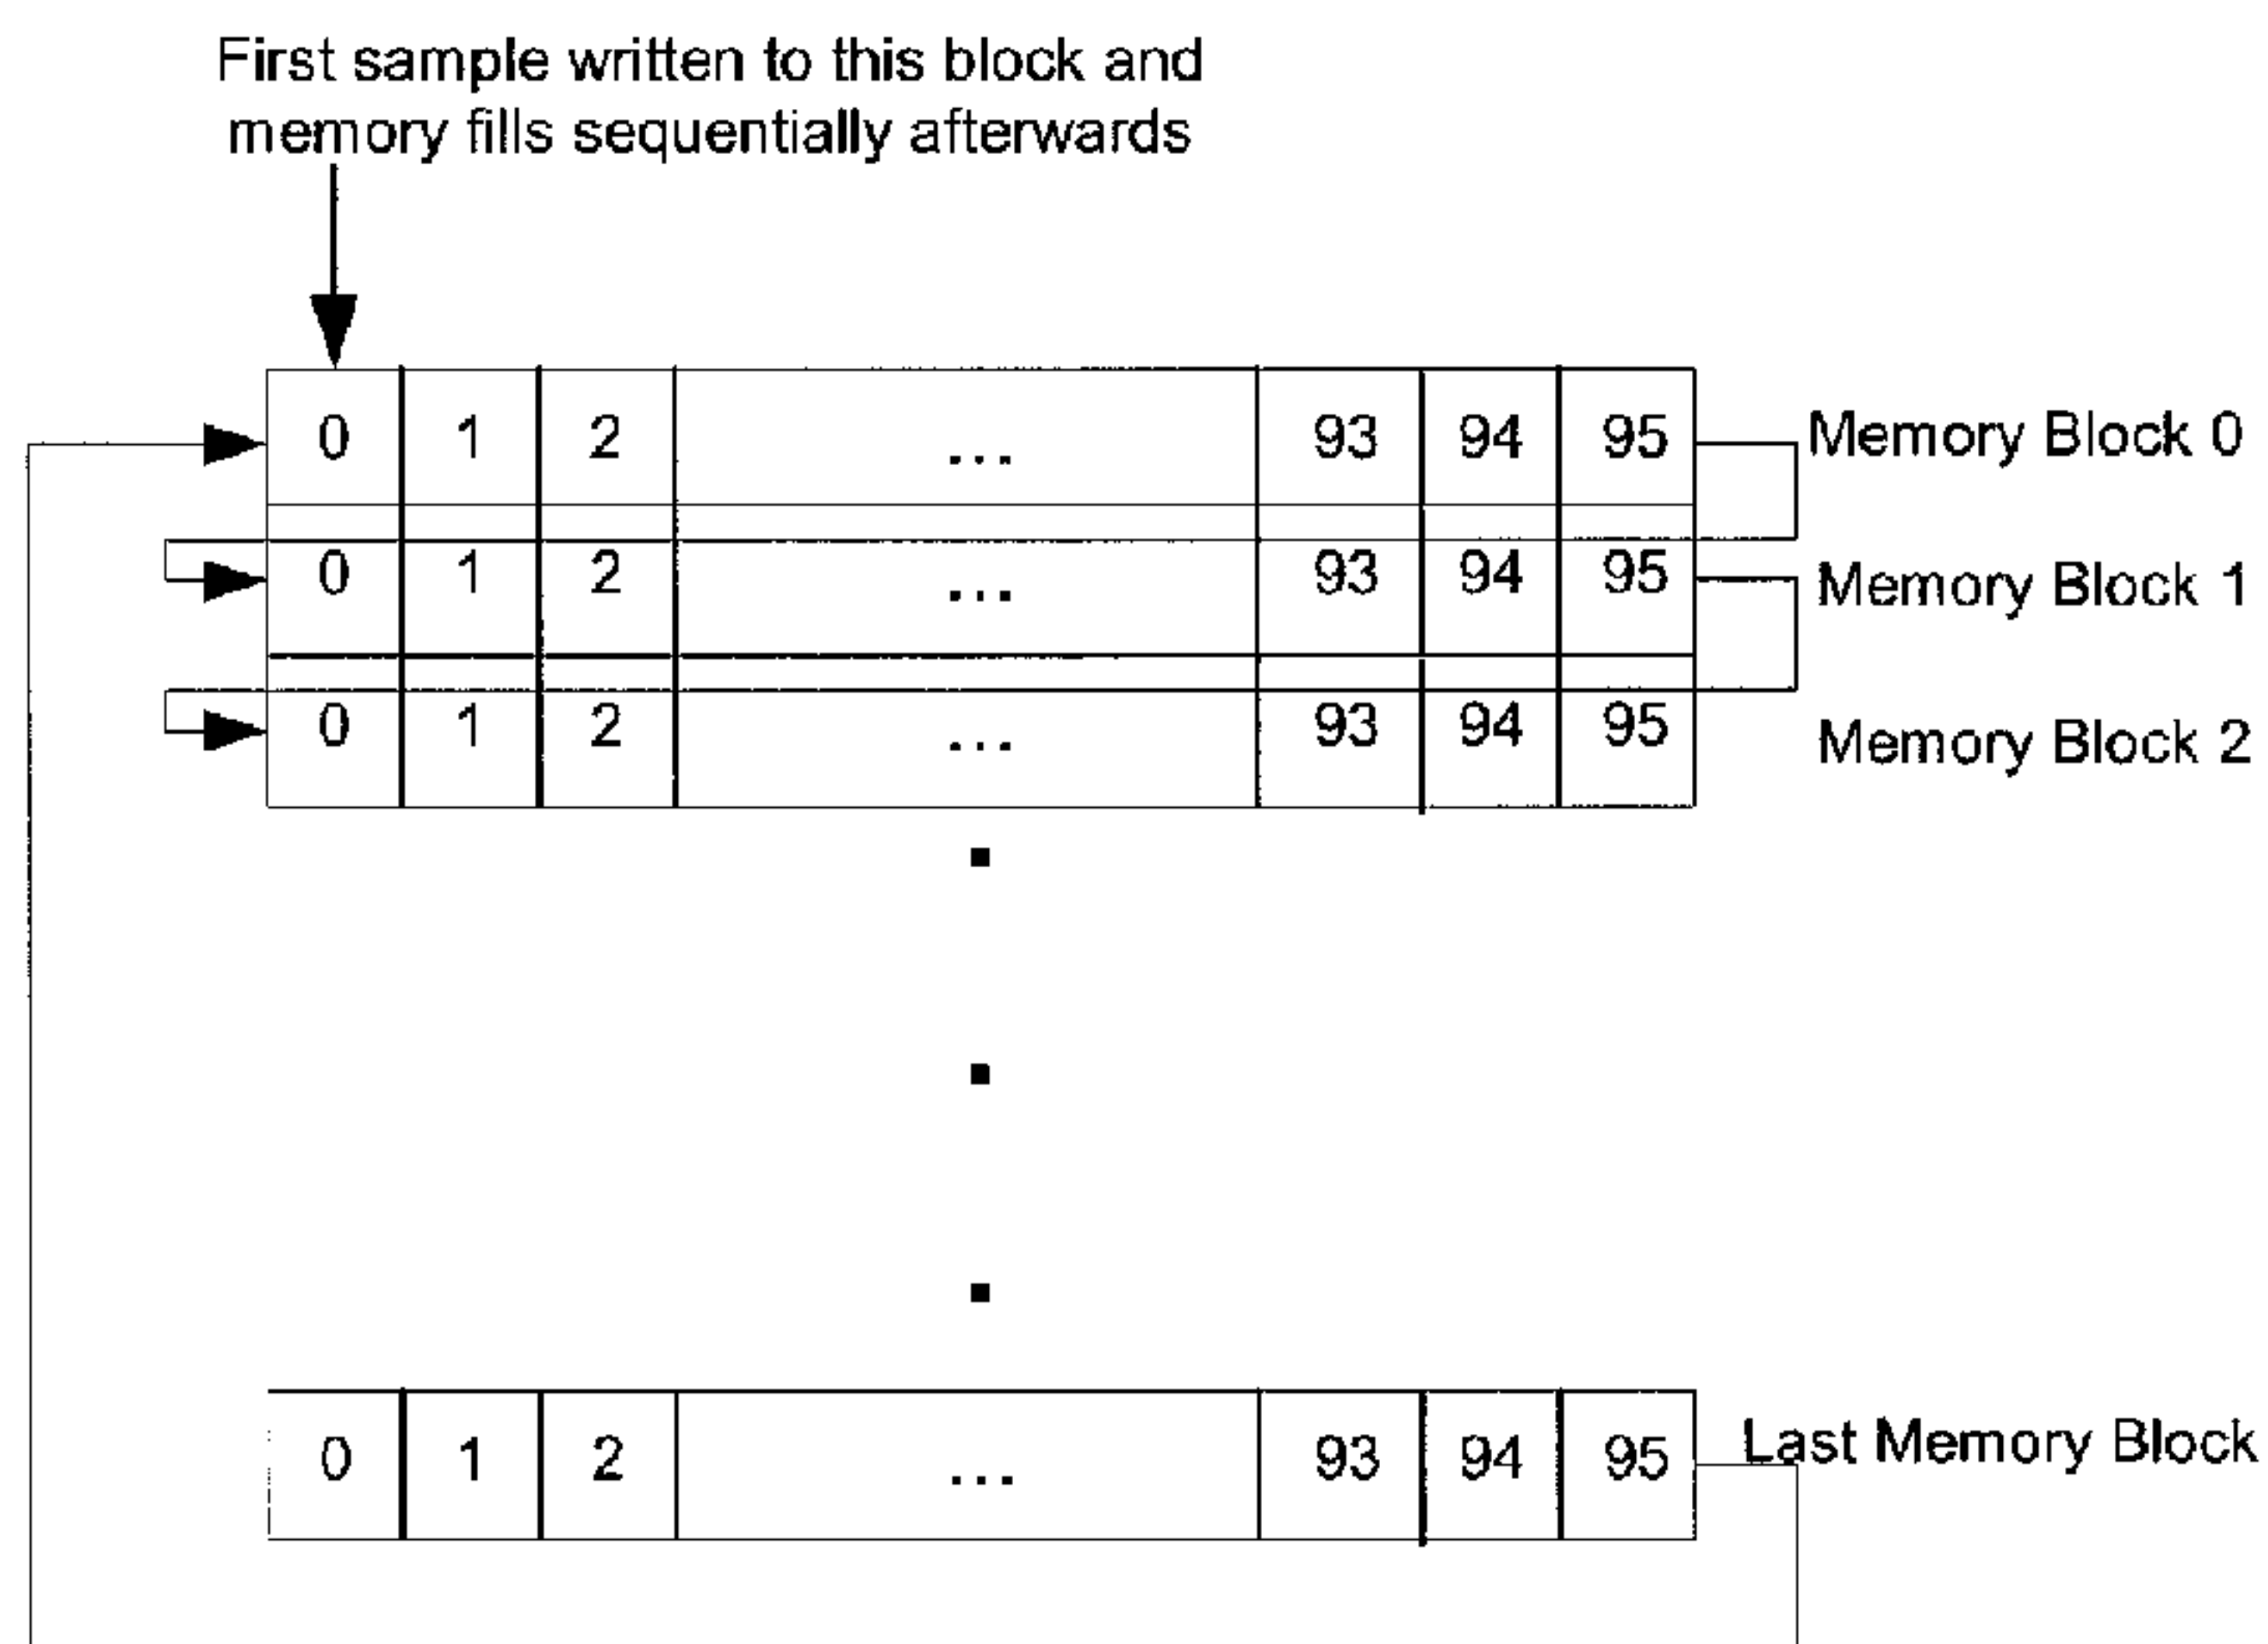 First sample written to this block and
memory fills sequentially afterwards
0 1 2 ... 93 94 95 Memory Block 0
0 1 2 ... 93 94 95 Memory Block 1
0 1 2 ... 93 94 95 Memory Block 2
0 1 2 ... 93 94 95 Last Memory Block